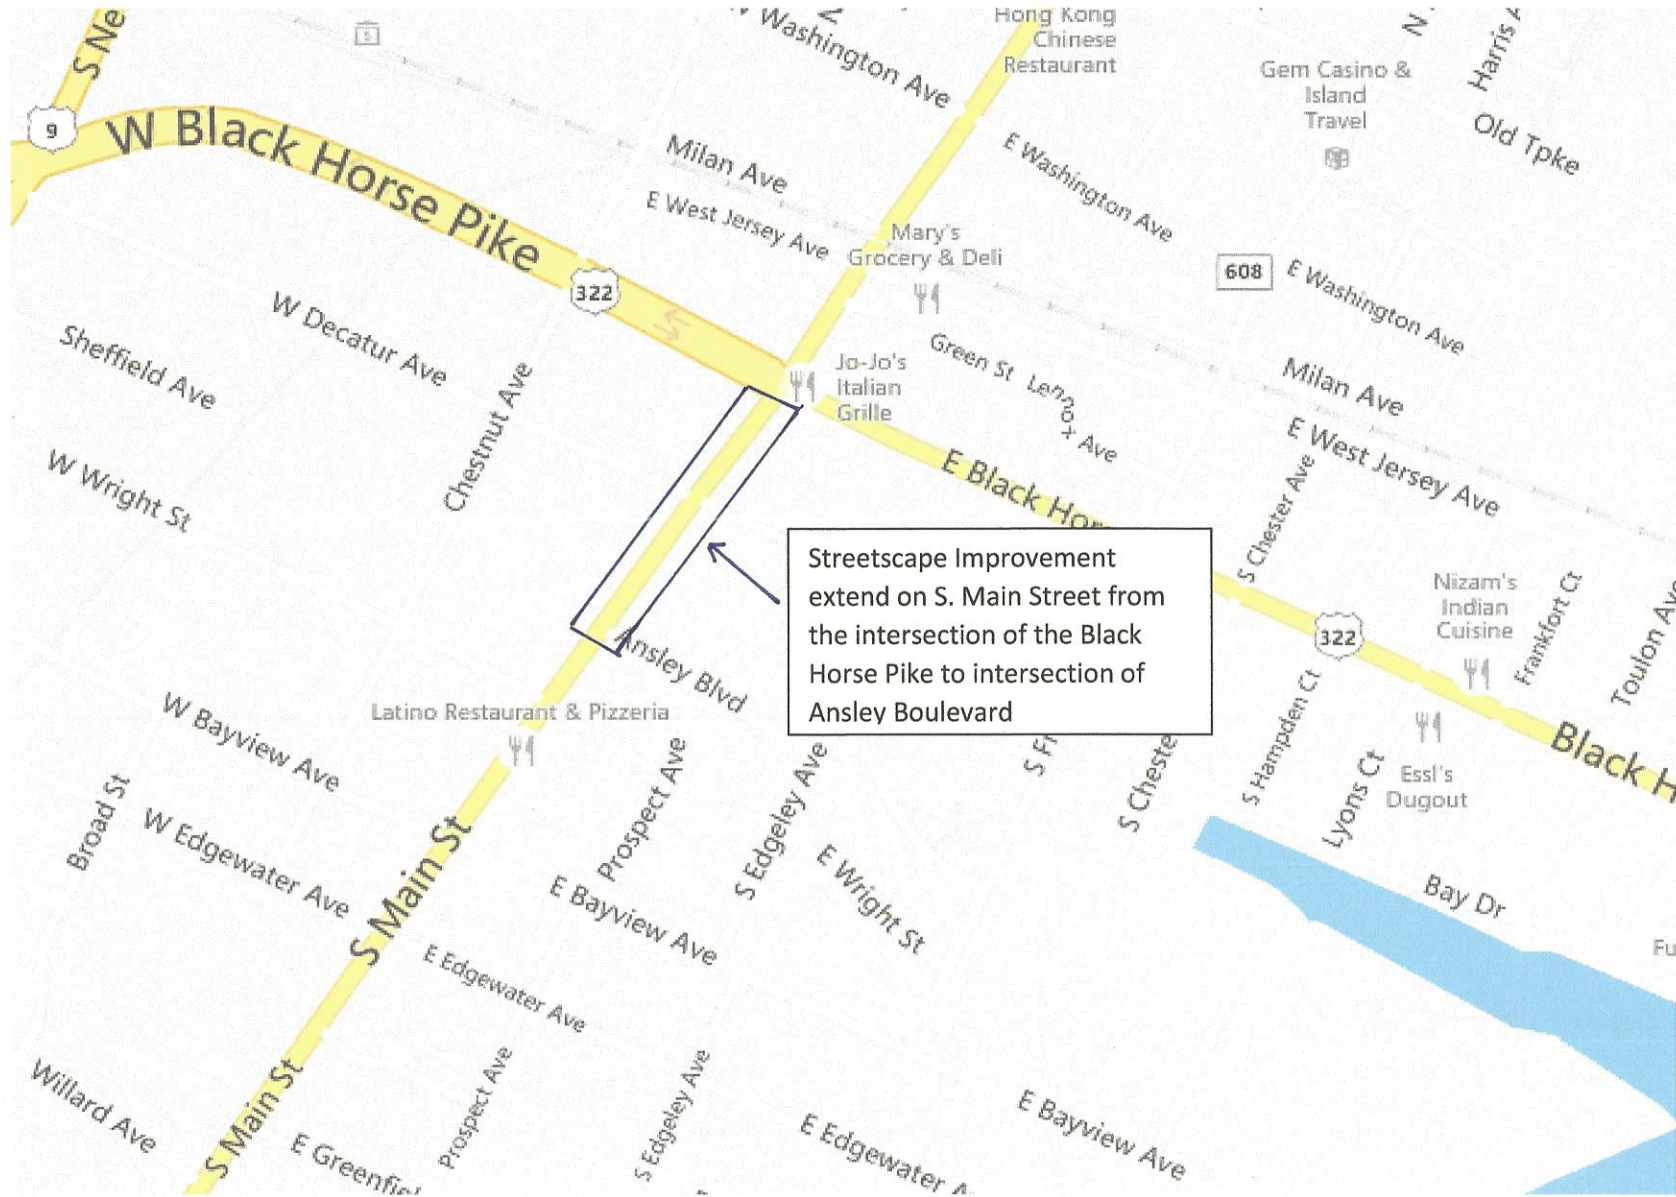 S Ne
9
W Black Horse Pike
322
W Washington Ave
Hong Kong
Chinese
Restaurant
Gem Casino &
Island
Travel
N
Harris A
Old Tpke
Milan Ave
E West Jersey Ave
E Washington Ave
Mary's
Grocery & Deli
608
E Washington Ave
W Decatur Ave
Sheffield Ave
Chestnut Ave
W Wright St
Jo-Jo's
Italian
Grille
Green St
Lennox Ave
Milan Ave
E West Jersey Ave
E Black Hor
S Chester Ave
Streetscape Improvement
extend on S. Main Street from
the intersection of the Black
Horse Pike to intersection of
Ansley Boulevard
322
Nizam's
Indian
Cuisine
Frankfort Ct
Toulon Ave
Ansley Blvd
Latino Restaurant & Pizzeria
W Bayview Ave
Prospect Ave
S Edgeley Ave
S Fr
S Cheste
S Hampden Ct
Lyons Ct
Essl's
Dugout
Black H
Broad St
W Edgewater Ave
S Main St
E Bayview Ave
E Wright St
Bay Dr
Fu
E Edgewater Ave
Willard Ave
S Main St
E Greenfiel
Prospect Ave
S Edgeley Ave
E Edgewater A
E Bayview Ave